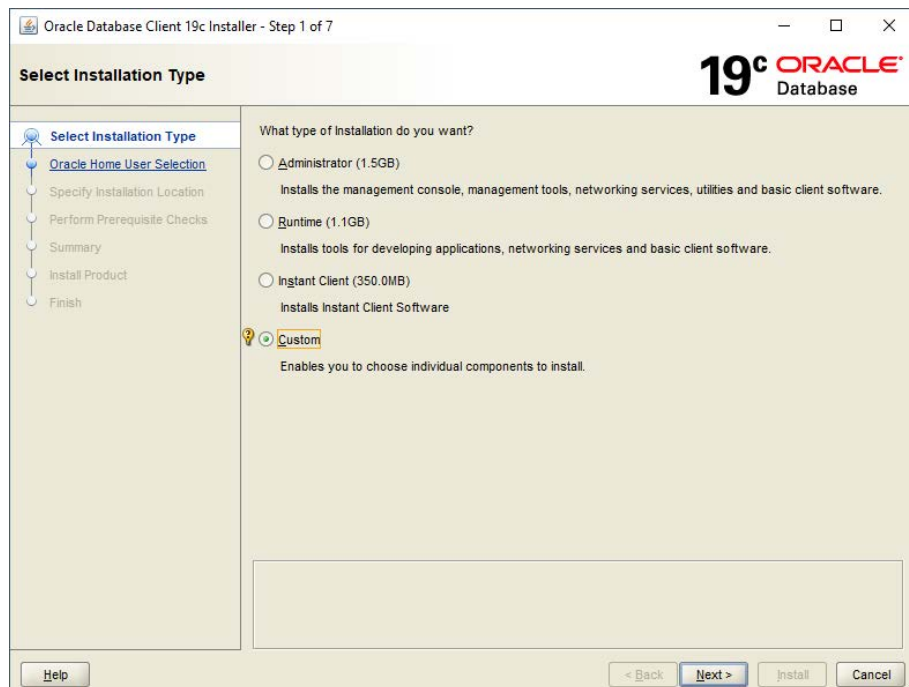 Oracle Database Client 19c Installer - Step 1 of 7
Select Installation Type
19c ORACLE
Database
Select Installation Type
Oracle Home User Selection
Specify Installation Location
Perform Prerequisite Checks
Summary
Install Product
Finish
What type of Installation do you want?
Administrator (1.5GB)
Installs the management console, management tools, networking services, utilities and basic client software.
Runtime (1.1GB)
Installs tools for developing applications, networking services and basic client software.
Instant Client (350.0MB)
Installs Instant Client Software
Custom
Enables you to choose individual components to install.
Help
< Back
Next >
Install
Cancel